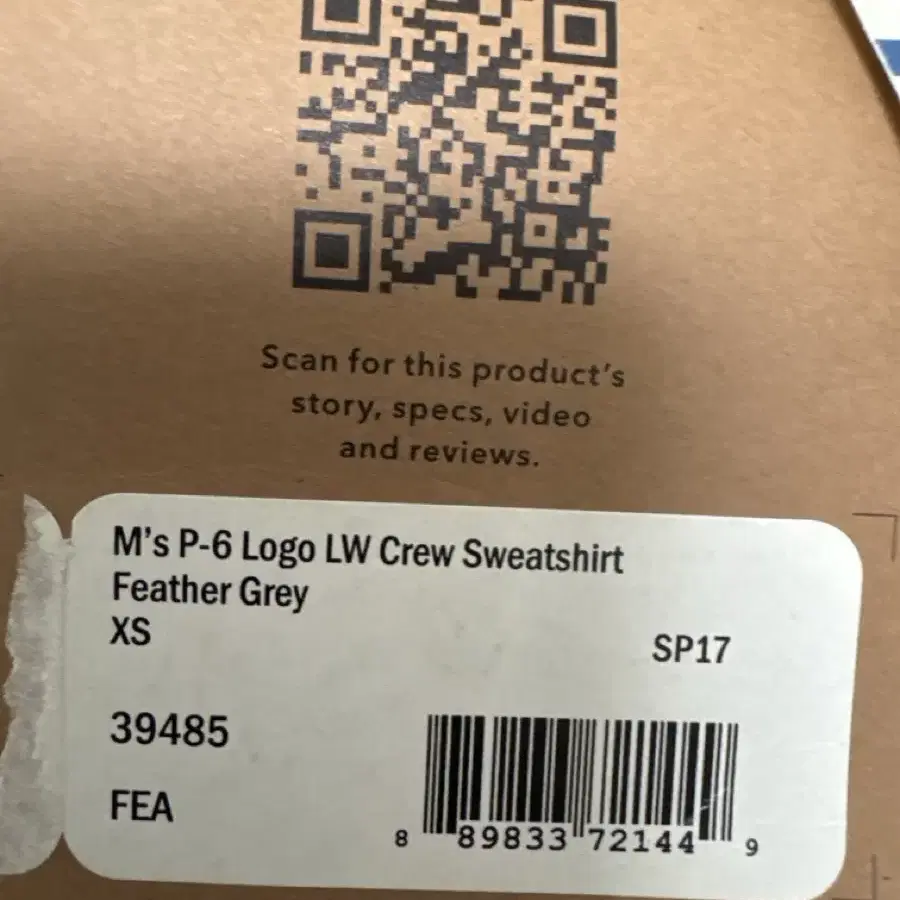 Scan for this product's
story, specs, video
and reviews.
M's P-6 Logo LW Crew Sweatshirt
Feather Grey
XS
SP17
39485
FEA
8 89833 72144 9